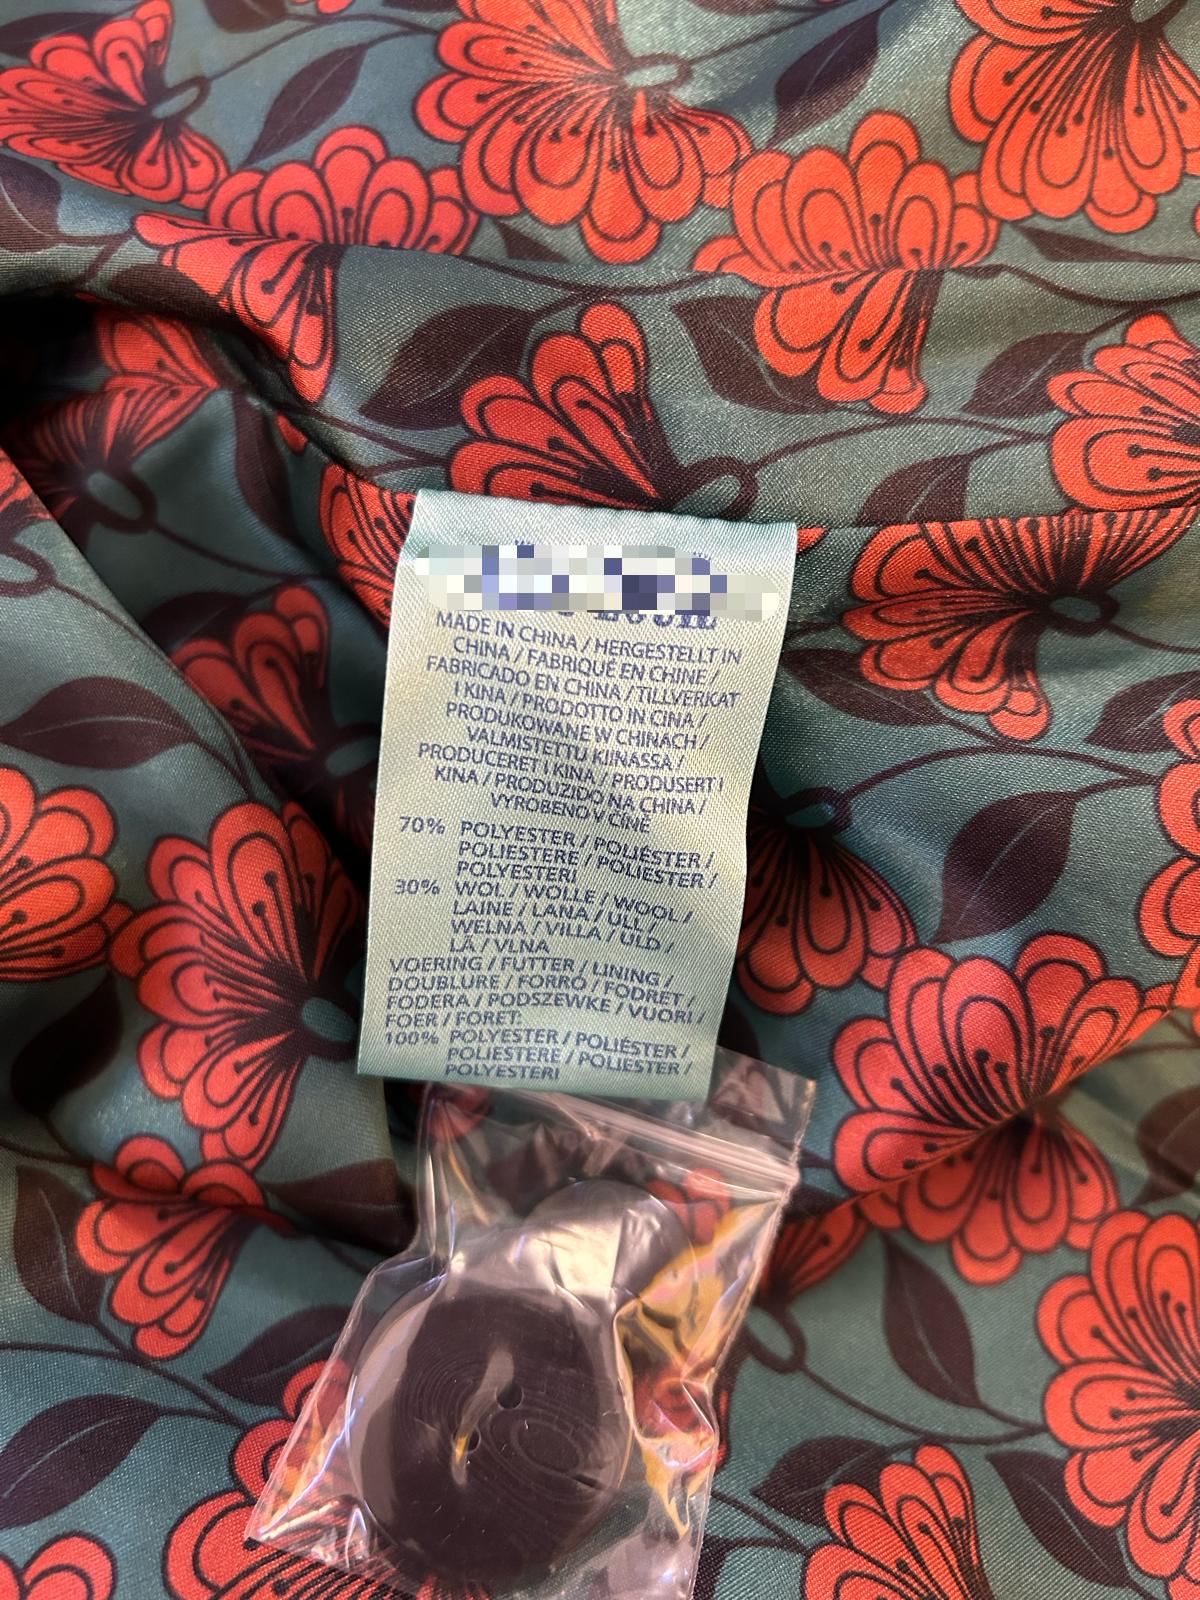 MADE IN CHINA / HERGESTELLT IN
CHINA / FABRIQUÉ EN CHINE /
FABRICADO EN CHINA / TILLVERKAT
I KINA / PRODOTTO IN CINA /
PRODUKOWANE W CHINACH /
VALMISTETTU KIINASSA /
PRODUCERET I KINA / PRODUSERT I
KINA / PRODUZIDO NA CHINA /
VYROBENO V ČÍNĚ
70% POLYESTER / POLIÉSTER /
POLIESTERE / POLIESTER /
POLYESTERI
30% WOL / WOLLE / WOOL /
LAINE / LANA / ULL /
WELNA / VILLA / ULD /
LÃ / VLNA
VOERING / FUTTER / LINING /
DOUBLURE / FORRO / FODRET /
FODERA / PODSZEWKE / VUORI /
FOER / FORET:
100% POLYESTER / POLIÉSTER /
POLIESTERE / POLIESTER /
POLYESTERI